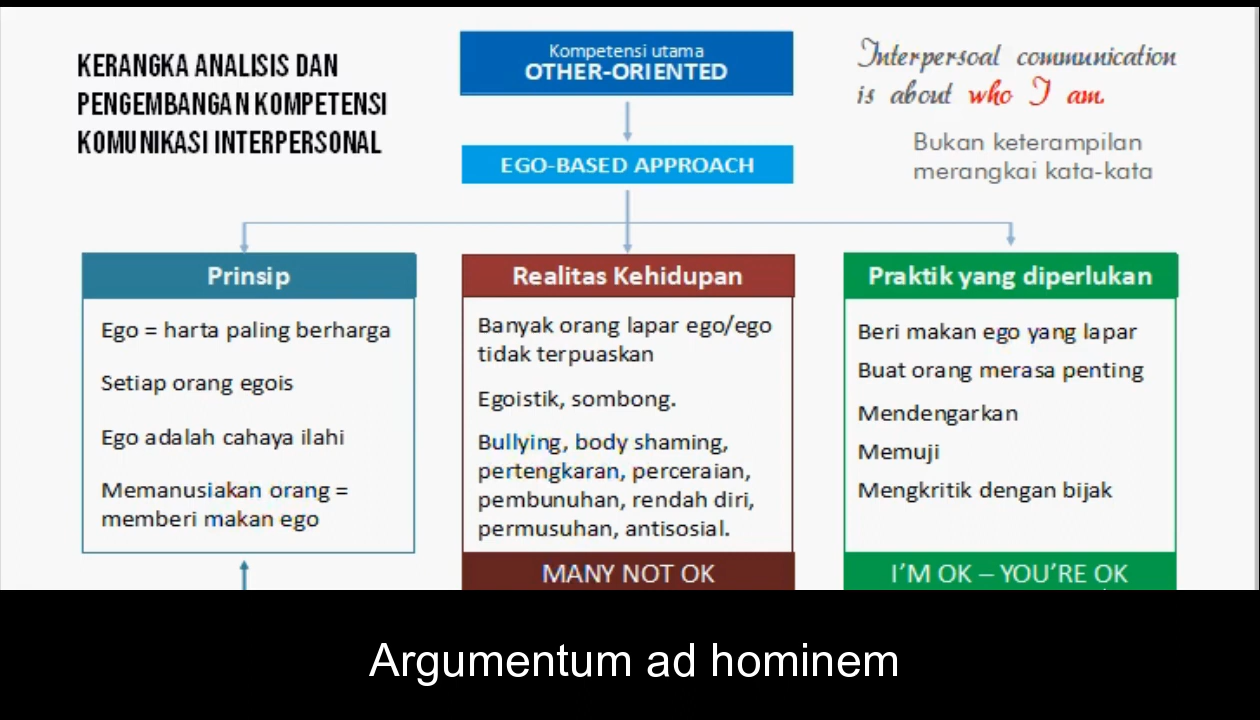 KERANGKA ANALISIS DAN
PENGEMBANGAN KOMPETENSI
KOMUNIKASI INTERPERSONAL
Kompetensi utama
OTHER-ORIENTED
Interpersoal communication
is about who I am.
Bukan keterampilan
merangkai kata-kata
EGO-BASED APPROACH
Prinsip
Ego = harta paling berharga
Setiap orang egois
Ego adalah cahaya ilahi
Memanusiakan orang =
memberi makan ego
Realitas Kehidupan
Banyak orang lapar ego/ego
tidak terpuaskan
Egoistik, sombong.
Bullying, body shaming,
pertengkaran, perceraian,
pembunuhan, rendah diri,
permusuhan, antisosial.
MANY NOT OK
Praktik yang diperlukan
Beri makan ego yang lapar
Buat orang merasa penting
Mendengarkan
Memuji
Mengkritik dengan bijak
I'M OK – YOU'RE OK
Argumentum ad hominem